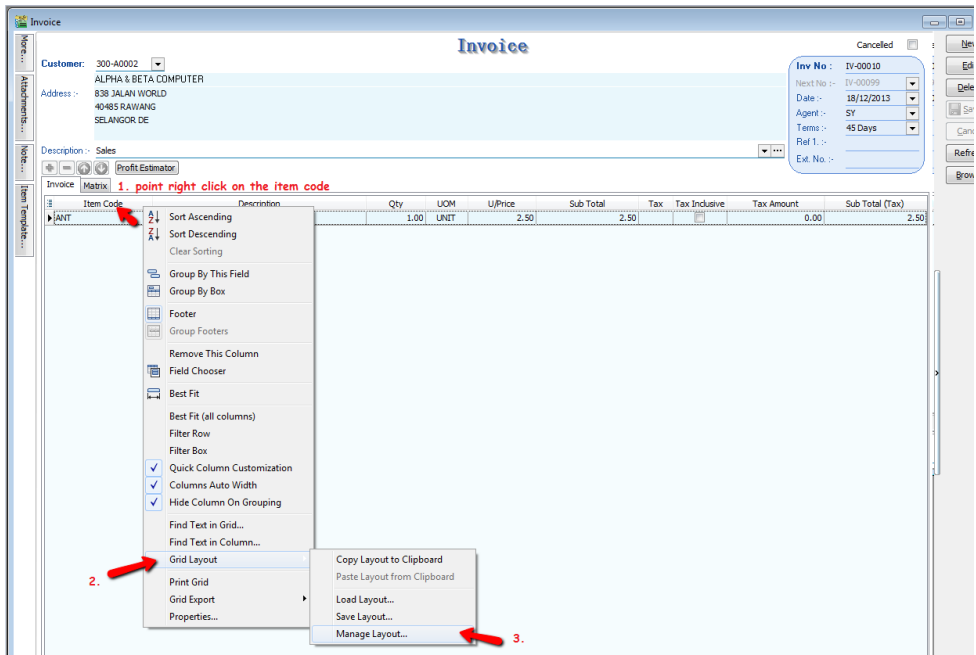 Invoice
Invoice
Cancelled
More...
Attachments...
Note...
Item Template...
Customer: 300-A0002
ALPHA & BETA COMPUTER
Address :- 838 JALAN WORLD
40485 RAWANG
SELANGOR DE
Inv No : IV-00010
Next No :- IV-00099
Date :- 18/12/2013
Agent :- SY
Terms :- 45 Days
Ref 1. :-
Ext. No. :-
Description :- Sales
Profit Estimator
Invoice Matrix 1. point right click on the item code
Item Code Description Qty UOM U/Price Sub Total Tax Tax Inclusive Tax Amount Sub Total (Tax)
ANT 1.00 UNIT 2.50 2.50 0.00 2.50
Sort Ascending
Sort Descending
Clear Sorting
Group By This Field
Group By Box
Footer
Group Footers
Remove This Column
Field Chooser
Best Fit
Best Fit (all columns)
Filter Row
Filter Box
Quick Column Customization
Columns Auto Width
Hide Column On Grouping
Find Text in Grid...
Find Text in Column...
Grid Layout
2.
Print Grid
Grid Export
Properties...
Copy Layout to Clipboard
Paste Layout from Clipboard
Load Layout...
Save Layout...
Manage Layout...
3.